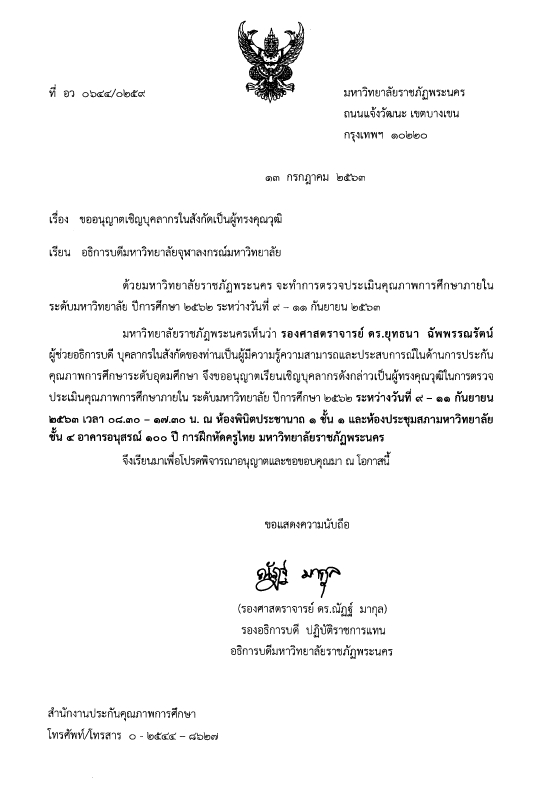 ที่ อว ๐๖๔๔/๐๒๕๙
มหาวิทยาลัยราชภัฏพระนคร
ถนนแจ้งวัฒนะ เขตบางเขน
กรุงเทพฯ ๑๐๒๒๐
๑๓ กรกฎาคม ๒๕๖๓
เรื่อง ขออนุญาตเชิญบุคลากรในสังกัดเป็นผู้ทรงคุณวุฒิ
เรียน อธิการบดีมหาวิทยาลัยจุฬาลงกรณ์มหาวิทยาลัย
ด้วยมหาวิทยาลัยราชภัฏพระนคร จะทำการตรวจประเมินคุณภาพการศึกษาภายใน
ระดับมหาวิทยาลัย ปีการศึกษา ๒๕๖๒ ระหว่างวันที่ ๙ – ๑๑ กันยายน ๒๕๖๓
มหาวิทยาลัยราชภัฏพระนครเห็นว่า รองศาสตราจารย์ ดร.ยุทธนา ฉัพพรรณรัตน์
ผู้ช่วยอธิการบดี บุคลากรในสังกัดของท่านเป็นผู้มีความรู้ความสามารถและประสบการณ์ในด้านการประกัน
คุณภาพการศึกษาระดับอุดมศึกษา จึงขออนุญาตเรียนเชิญบุคลากรดังกล่าวเป็นผู้ทรงคุณวุฒิในการตรวจ
ประเมินคุณภาพการศึกษาภายใน ระดับมหาวิทยาลัย ปีการศึกษา ๒๕๖๒ ระหว่างวันที่ ๙ – ๑๑ กันยายน
๒๕๖๓ เวลา ๐๘.๓๐ – ๑๗.๓๐ น. ณ ห้องพินิตประชานาถ ๑ ชั้น ๑ และห้องประชุมสภามหาวิทยาลัย
ชั้น ๔ อาคารอนุสรณ์ ๑๐๐ ปี การฝึกหัดครูไทย มหาวิทยาลัยราชภัฏพระนคร
จึงเรียนมาเพื่อโปรดพิจารณาอนุญาตและขอขอบคุณมา ณ โอกาสนี้
ขอแสดงความนับถือ
ณัฏฐ์ มากุล
(รองศาสตราจารย์ ดร.ณัฏฐ์ มากุล)
รองอธิการบดี ปฏิบัติราชการแทน
อธิการบดีมหาวิทยาลัยราชภัฏพระนคร
สำนักงานประกันคุณภาพการศึกษา
โทรศัพท์/โทรสาร ๐ - ๒๕๔๔ – ๘๖๒๗